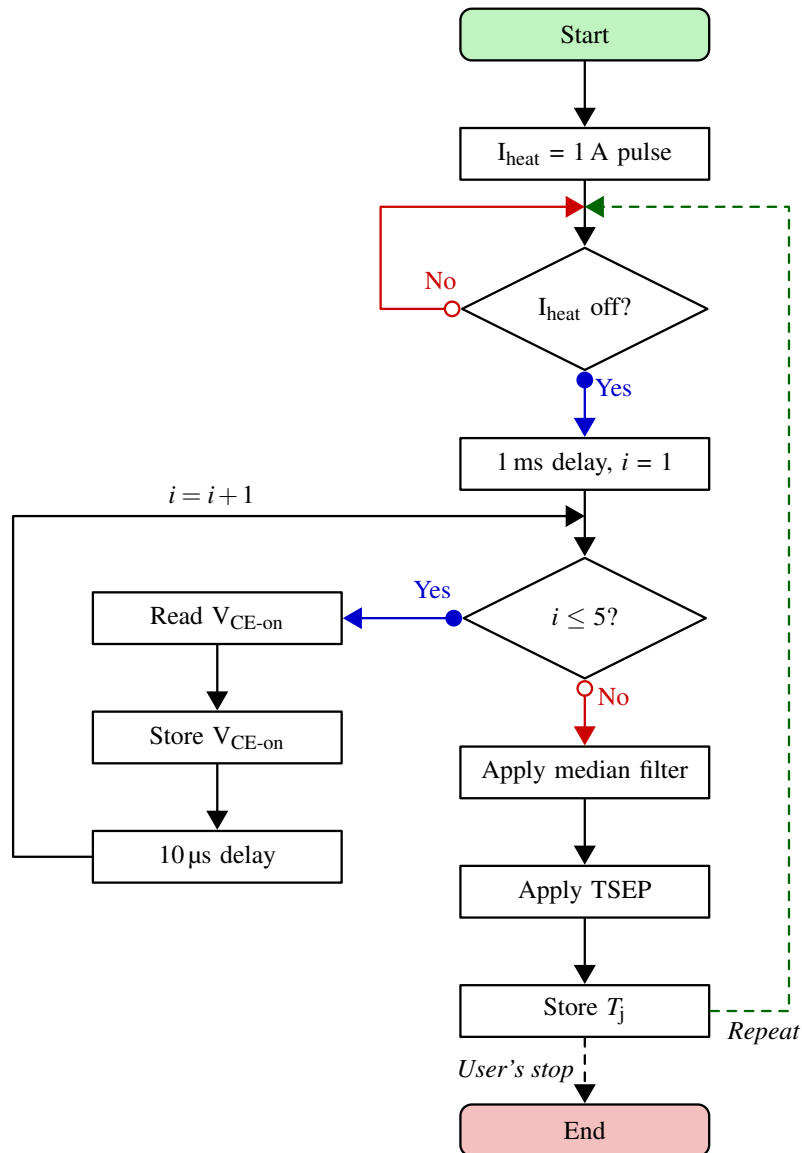 Start
I_heat = 1 A pulse
No
I_heat off?
Yes
1 ms delay, i = 1
i = i + 1
Yes
i ≤ 5?
Read V_CE-on
No
Store V_CE-on
Apply median filter
10 µs delay
Apply TSEP
Store T_j
Repeat
User's stop
End